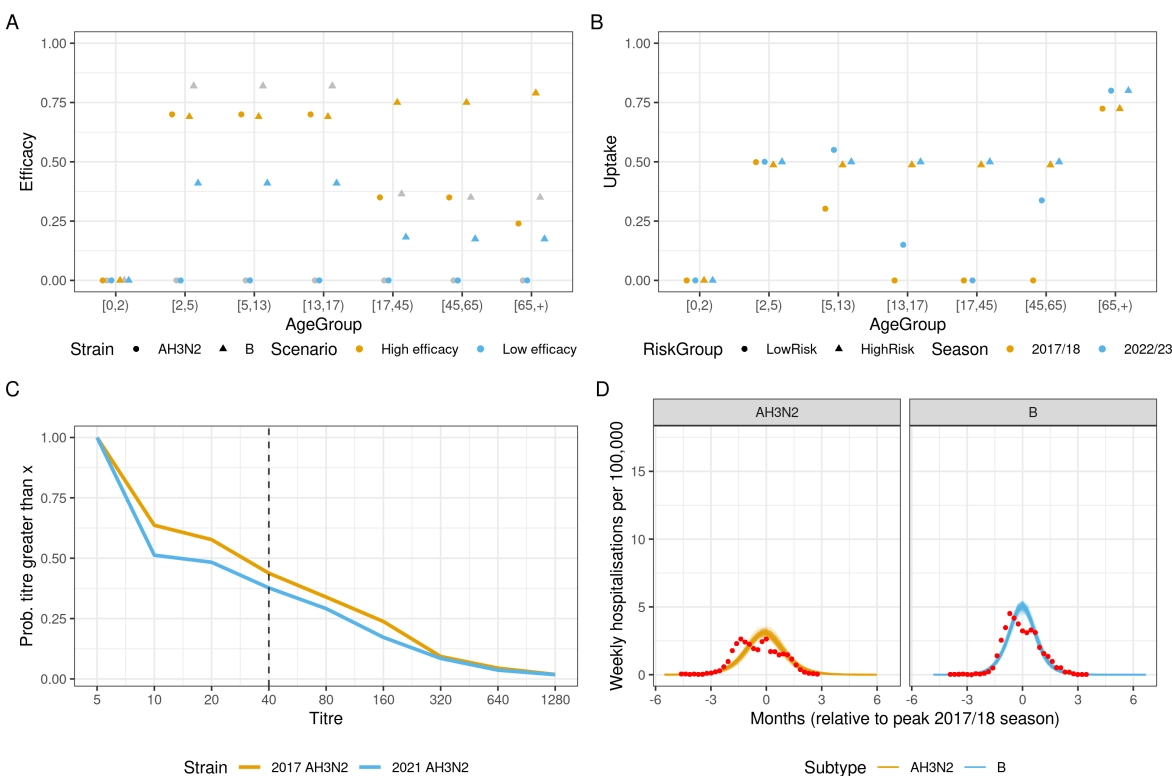 A
1.00
0.75
0.50
0.25
0.00
Efficacy
[0,2) [2,5) [5,13) [13,17) [17,45) [45,65) [65,+)
AgeGroup
Strain AH3N2 B Scenario High efficacy Low efficacy
B
1.00
0.75
0.50
0.25
0.00
Uptake
[0,2) [2,5) [5,13) [13,17) [17,45) [45,65) [65,+)
AgeGroup
RiskGroup LowRisk HighRisk Season 2017/18 2022/23
C
1.00
0.75
0.50
0.25
0.00
Prob. titre greater than x
5 10 20 40 80 160 320 640 1280
Titre
Strain 2017 AH3N2 2021 AH3N2
D
AH3N2 B
15
10
5
0
Weekly hospitalisations per 100,000
-6 -3 0 3 6 -6 -3 0 3 6
Months (relative to peak 2017/18 season)
Subtype AH3N2 B